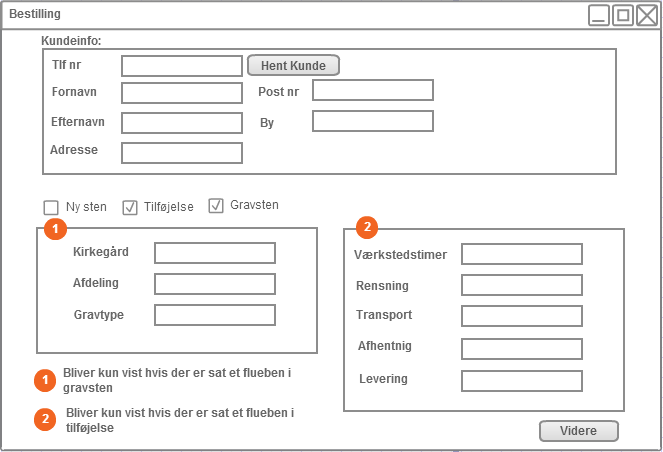 Bestilling
Kundeinfo:
Tlf nr
Hent Kunde
Fornavn
Post nr
Efternavn
By
Adresse
Ny sten
Tilføjelse
Gravsten
1
2
Kirkegård
Afdeling
Gravtype
Værkstedstimer
Rensning
Transport
Afhentnig
Levering
1 Bliver kun vist hvis der er sat et flueben i
gravsten
2 Bliver kun vist hvis der er sat et flueben i
tilføjelse
Videre